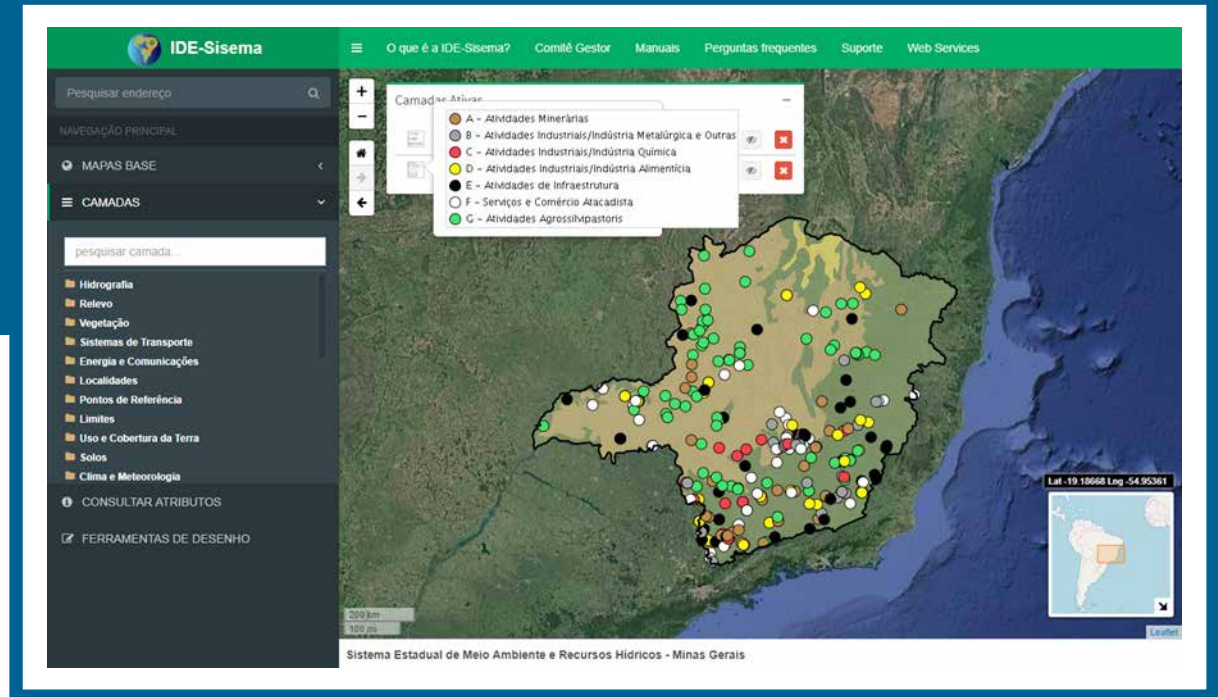 IDE-Sisema
O que é a IDE-Sisema? Comitê Gestor Manuais Perguntas frequentes Suporte Web Services
Pesquisar endereço
NAVEGAÇÃO PRINCIPAL
MAPAS BASE
CAMADAS
pesquisar camada...
Hidrografia
Relevo
Vegetação
Sistemas de Transporte
Energia e Comunicações
Localidades
Pontos de Referência
Limites
Uso e Cobertura da Terra
Solos
Clima e Meteorologia
CONSULTAR ATRIBUTOS
FERRAMENTAS DE DESENHO
+
−
Camadas Ativas
A - Atividades Minerárias
B - Atividades Industriais/Indústria Metalúrgica e Outras
C - Atividades Industriais/Indústria Química
D - Atividades Industriais/Indústria Alimentícia
E - Atividades de Infraestrutura
F - Serviços e Comércio Atacadista
G - Atividades Agrossilvipastoris
Lat -19.18668 Lng -54.95361
200 km
100 mi
Leaflet
Sistema Estadual de Meio Ambiente e Recursos Hídricos - Minas Gerais